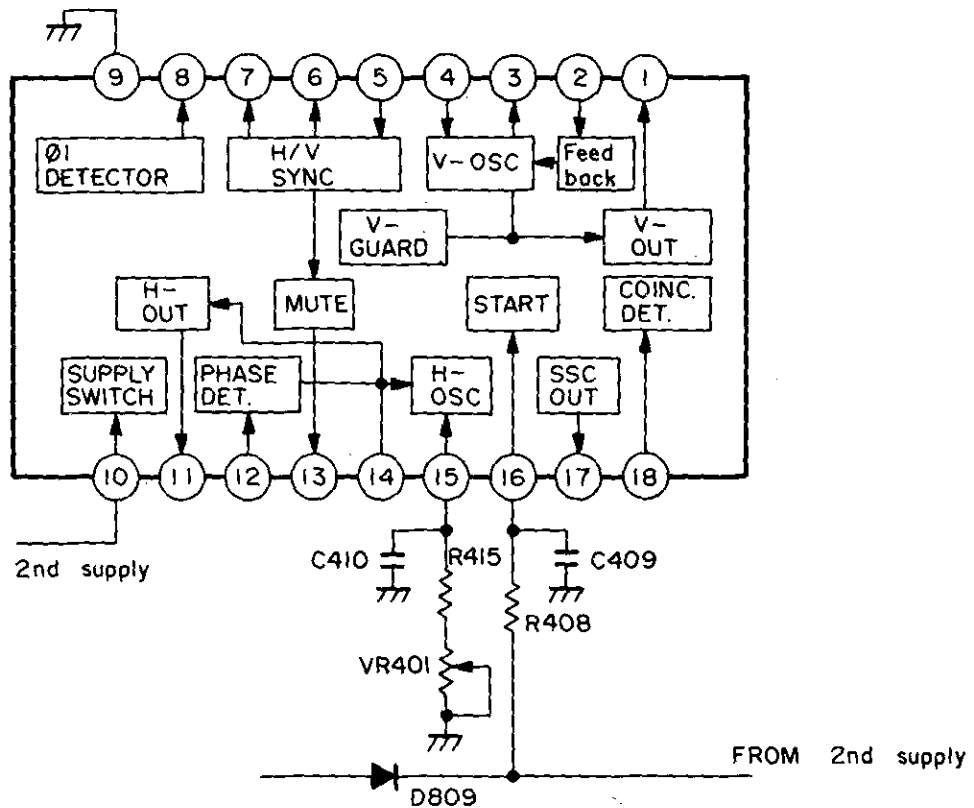 9 8 7 6 5 4 3 2 1
Ø1
DETECTOR
H/V
SYNC
V-OSC
Feed
back
V-
GUARD
V-
OUT
H-
OUT
MUTE
START
COINC.
DET.
SUPPLY
SWITCH
PHASE
DET.
H-
OSC
SSC
OUT
10 11 12 13 14 15 16 17 18
2nd supply
C410
R415
C409
R408
VR401
FROM 2nd supply
D809